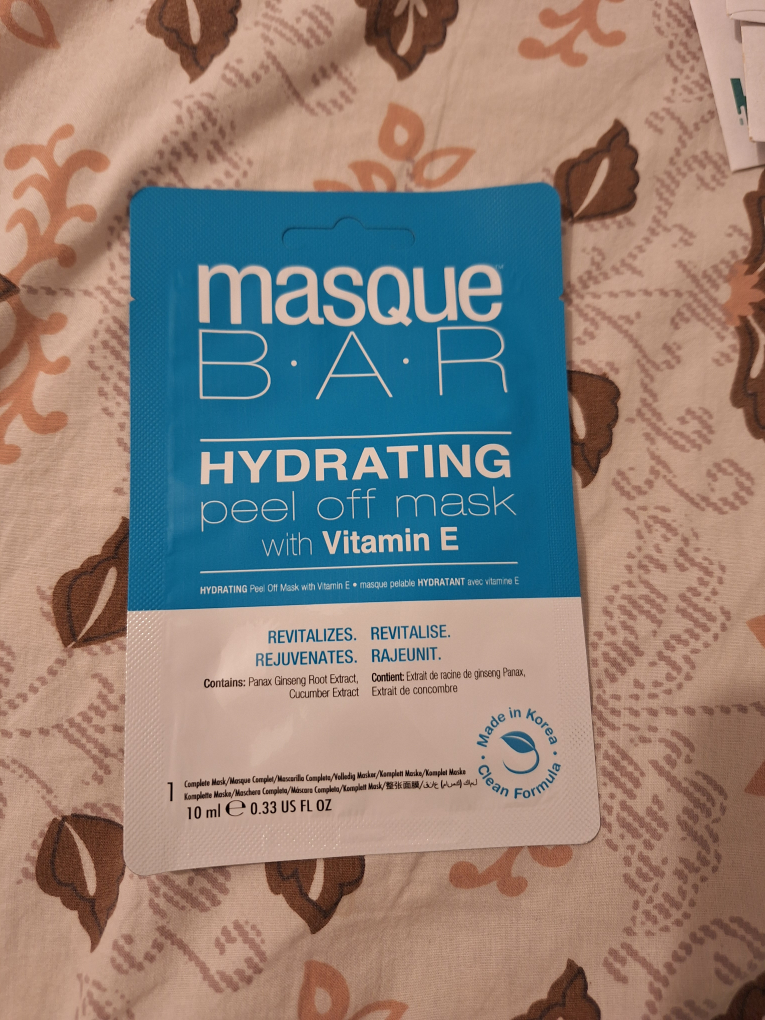 masque
B·A·R
HYDRATING
peel off mask
with Vitamin E
HYDRATING Peel Off Mask with Vitamin E • masque pelable HYDRATANT avec vitamine E
REVITALIZES. REVITALISE.
REJUVENATES. RAJEUNIT.
Contains: Panax Ginseng Root Extract, Contient: Extrait de racine de ginseng Panax,
Cucumber Extract Extrait de concombre
Made in Korea
Clean Formula
1 Complete Mask/Masque Complet/Mascarilla Completa/Volledig Masker/Komplett Maske/Komplet Maske
Komplette Maske/Maschera Completa/Máscara Completa/Komplett Mask/整张面膜/
10 ml ℮ 0.33 US FL OZ